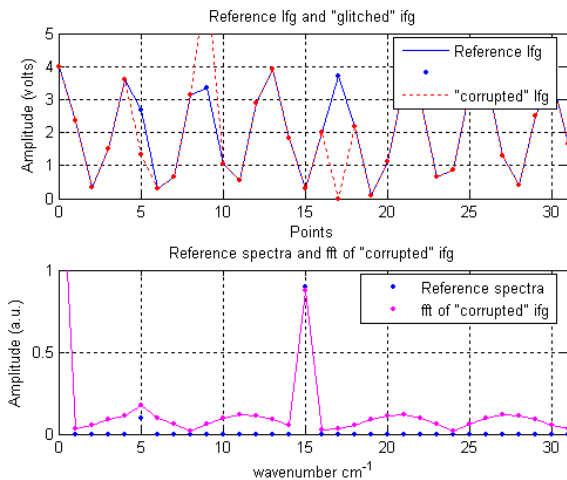 Reference Ifg and "glitched" ifg
Amplitude (volts)
5
4
3
2
1
0
Reference Ifg
"corrupted" Ifg
0 5 10 15 20 25 30
Points
Reference spectra and fft of "corrupted" ifg
Amplitude (a.u.)
1
0.5
0
Reference spectra
fft of "corrupted" ifg
0 5 10 15 20 25 30
wavenumber cm⁻¹